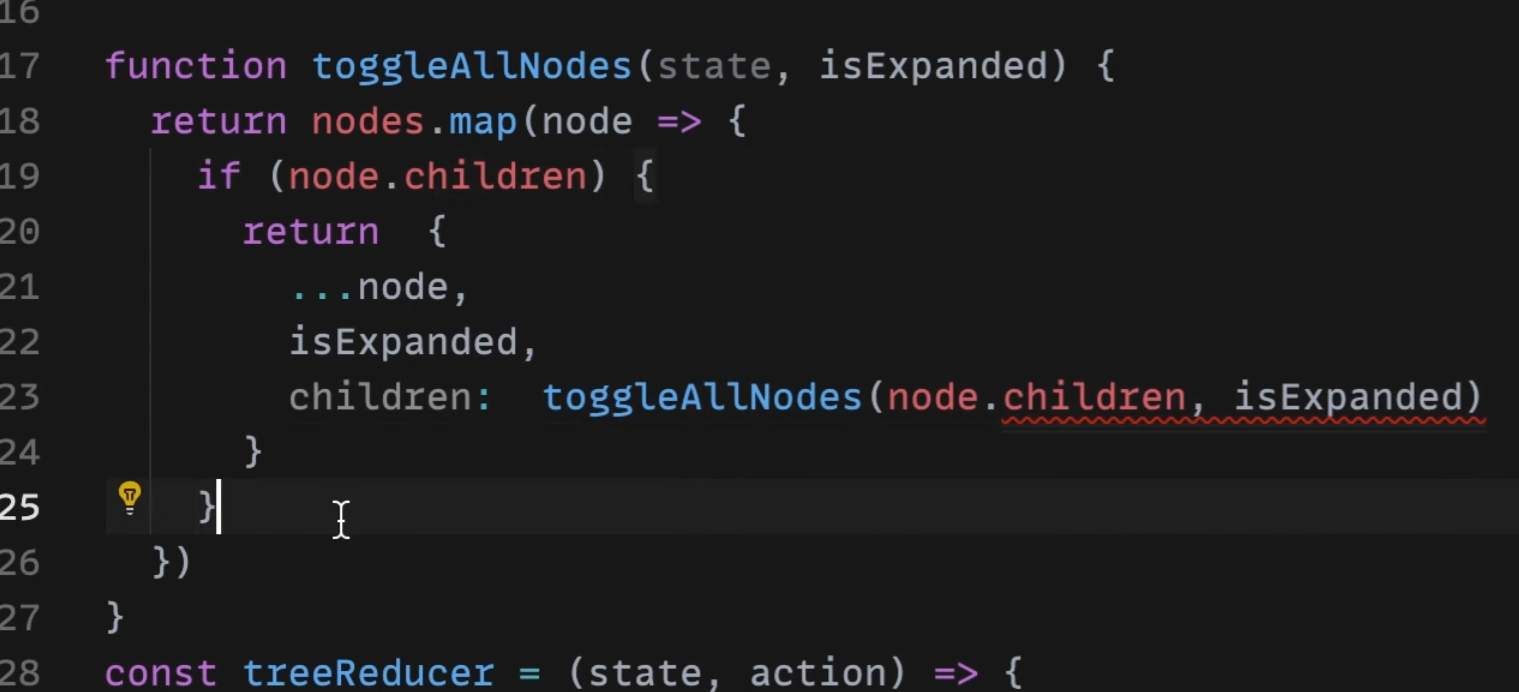 16
17 function toggleAllNodes(state, isExpanded) {
18 return nodes.map(node => {
19 if (node.children) {
20 return  {
21 ...node,
22 isExpanded,
23 children:  toggleAllNodes(node.children, isExpanded)
24 }
25 }
26 })
27 }
28 const treeReducer = (state, action) => {